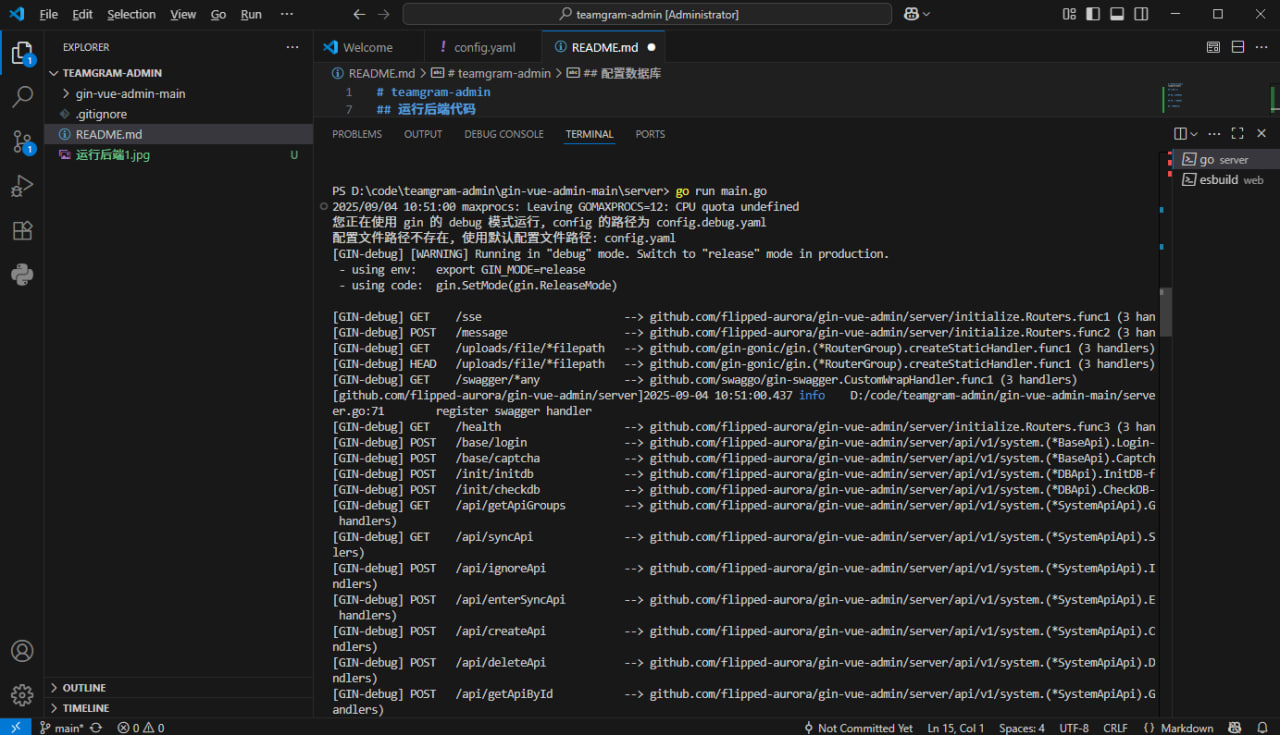 File Edit Selection View Go Run ··· teamgram-admin [Administrator]
EXPLORER ···
TEAMGRAM-ADMIN
gin-vue-admin-main
.gitignore
README.md
运行后端1.jpg U
OUTLINE
TIMELINE
Welcome ! config.yaml README.md
README.md > # teamgram-admin > ## 配置数据库
1 # teamgram-admin
7 ## 运行后端代码
PROBLEMS OUTPUT DEBUG CONSOLE TERMINAL PORTS
go server
esbuild web
PS D:\code\teamgram-admin\gin-vue-admin-main\server> go run main.go
2025/09/04 10:51:00 maxprocs: Leaving GOMAXPROCS=12: CPU quota undefined
您正在使用 gin 的 debug 模式运行, config 的路径为 config.debug.yaml
配置文件路径不存在, 使用默认配置文件路径: config.yaml
[GIN-debug] [WARNING] Running in "debug" mode. Switch to "release" mode in production.
- using env: export GIN_MODE=release
- using code: gin.SetMode(gin.ReleaseMode)
[GIN-debug] GET /sse --> github.com/flipped-aurora/gin-vue-admin/server/initialize.Routers.func1 (3 han
[GIN-debug] POST /message --> github.com/flipped-aurora/gin-vue-admin/server/initialize.Routers.func2 (3 han
[GIN-debug] GET /uploads/file/*filepath --> github.com/gin-gonic/gin.(*RouterGroup).createStaticHandler.func1 (3 handlers)
[GIN-debug] HEAD /uploads/file/*filepath --> github.com/gin-gonic/gin.(*RouterGroup).createStaticHandler.func1 (3 handlers)
[GIN-debug] GET /swagger/*any --> github.com/swaggo/gin-swagger.CustomWrapHandler.func1 (3 handlers)
[github.com/flipped-aurora/gin-vue-admin/server]2025-09-04 10:51:00.437 info D:/code/teamgram-admin/gin-vue-admin-main/serve
er.go:71 register swagger handler
[GIN-debug] GET /health --> github.com/flipped-aurora/gin-vue-admin/server/initialize.Routers.func3 (3 han
[GIN-debug] POST /base/login --> github.com/flipped-aurora/gin-vue-admin/server/api/v1/system.(*BaseApi).Login-
[GIN-debug] POST /base/captcha --> github.com/flipped-aurora/gin-vue-admin/server/api/v1/system.(*BaseApi).Captch
[GIN-debug] POST /init/initdb --> github.com/flipped-aurora/gin-vue-admin/server/api/v1/system.(*DBApi).InitDB-f
[GIN-debug] POST /init/checkdb --> github.com/flipped-aurora/gin-vue-admin/server/api/v1/system.(*DBApi).CheckDB-
[GIN-debug] GET /api/getApiGroups --> github.com/flipped-aurora/gin-vue-admin/server/api/v1/system.(*SystemApiApi).G
handlers)
[GIN-debug] GET /api/syncApi --> github.com/flipped-aurora/gin-vue-admin/server/api/v1/system.(*SystemApiApi).S
lers)
[GIN-debug] POST /api/ignoreApi --> github.com/flipped-aurora/gin-vue-admin/server/api/v1/system.(*SystemApiApi).I
ndlers)
[GIN-debug] POST /api/enterSyncApi --> github.com/flipped-aurora/gin-vue-admin/server/api/v1/system.(*SystemApiApi).E
handlers)
[GIN-debug] POST /api/createApi --> github.com/flipped-aurora/gin-vue-admin/server/api/v1/system.(*SystemApiApi).C
ndlers)
[GIN-debug] POST /api/deleteApi --> github.com/flipped-aurora/gin-vue-admin/server/api/v1/system.(*SystemApiApi).D
ndlers)
[GIN-debug] POST /api/getApiById --> github.com/flipped-aurora/gin-vue-admin/server/api/v1/system.(*SystemApiApi).G
andlers)
main* 0 0 Not Committed Yet Ln 15, Col 1 Spaces: 4 UTF-8 CRLF {} Markdown